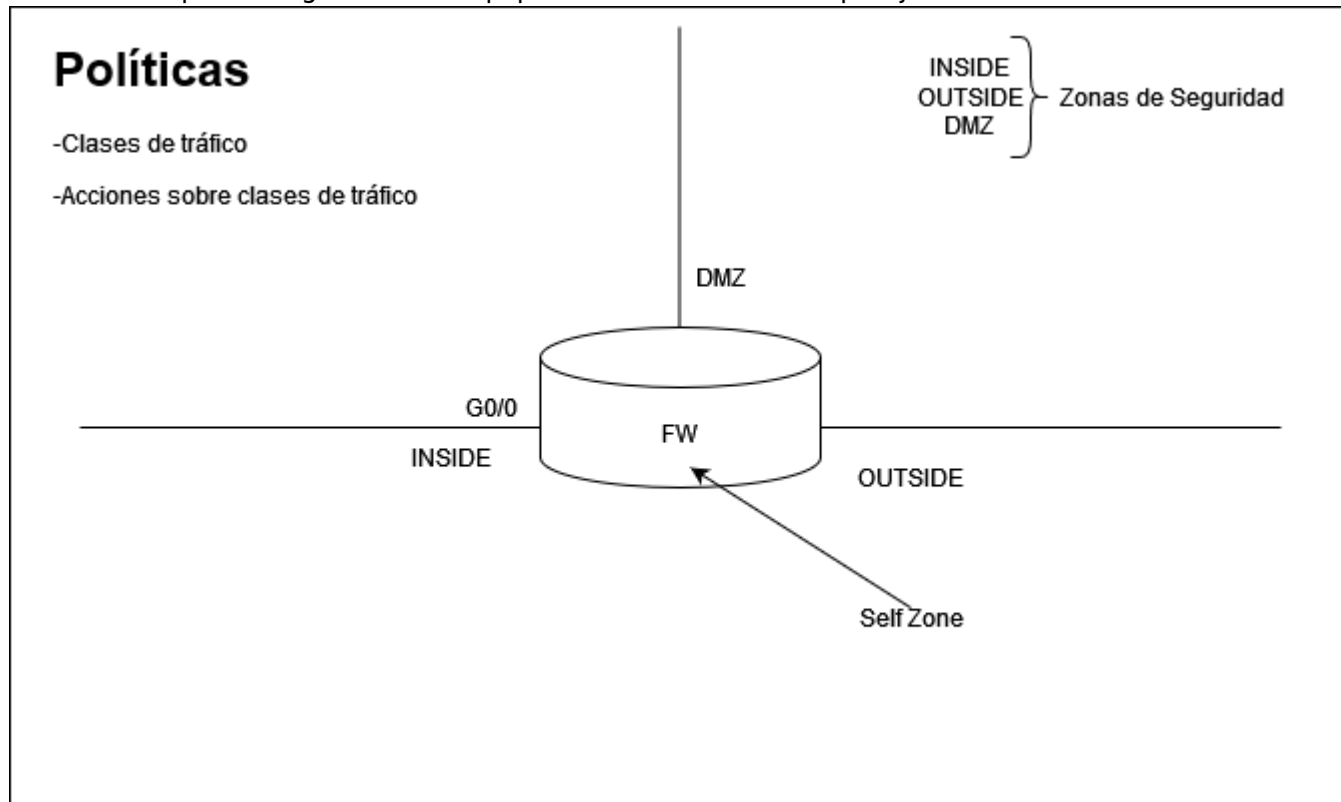 Políticas
-Clases de tráfico
-Acciones sobre clases de tráfico
INSIDE
OUTSIDE
DMZ
Zonas de Seguridad
DMZ
G0/0
INSIDE
FW
OUTSIDE
Self Zone